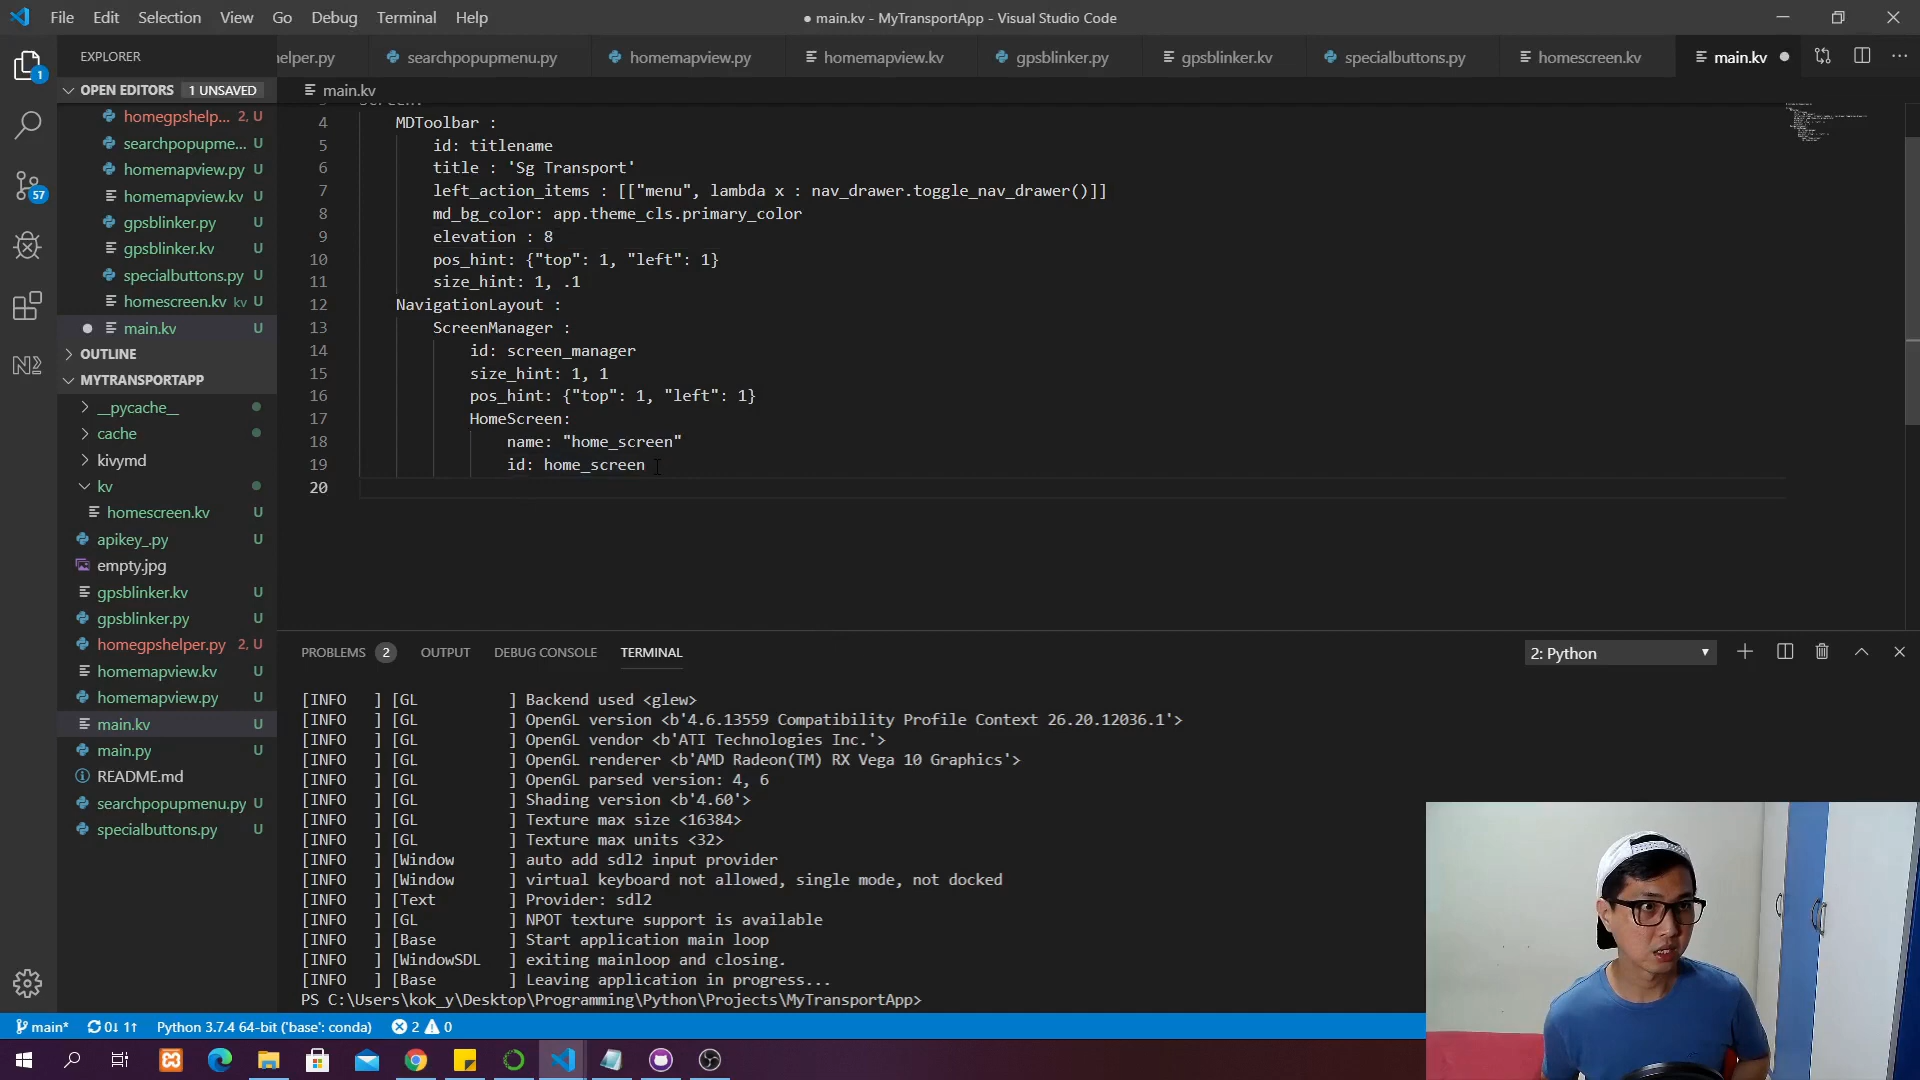 File Edit Selection View Go Debug Terminal Help
● main.kv - MyTransportApp - Visual Studio Code
EXPLORER
elper.py searchpopupmenu.py homemapview.py homemapview.kv gpsblinker.py gpsblinker.kv specialbuttons.py homescreen.kv main.kv ●
1
OPEN EDITORS 1 UNSAVED
homegpshelp... 2, U
searchpopupme... U
homemapview.py U
homemapview.kv U
gpsblinker.py U
gpsblinker.kv U
specialbuttons.py U
homescreen.kv kv U
● main.kv U
57
OUTLINE
MYTRANSPORTAPP
__pycache__
cache
kivymd
kv
homescreen.kv U
apikey_.py U
empty.jpg
gpsblinker.kv U
gpsblinker.py U
homegpshelper.py 2, U
homemapview.kv U
homemapview.py U
main.kv U
main.py U
README.md
searchpopupmenu.py U
specialbuttons.py U
main.kv
4 MDToolbar :
5 id: titlename
6 title : 'Sg Transport'
7 left_action_items : [["menu", lambda x : nav_drawer.toggle_nav_drawer()]]
8 md_bg_color: app.theme_cls.primary_color
9 elevation : 8
10 pos_hint: {"top": 1, "left": 1}
11 size_hint: 1, .1
12 NavigationLayout :
13 ScreenManager :
14 id: screen_manager
15 size_hint: 1, 1
16 pos_hint: {"top": 1, "left": 1}
17 HomeScreen:
18 name: "home_screen"
19 id: home_screen
20
PROBLEMS 2 OUTPUT DEBUG CONSOLE TERMINAL 2: Python
[INFO ] [GL ] Backend used <glew>
[INFO ] [GL ] OpenGL version <b'4.6.13559 Compatibility Profile Context 26.20.12036.1'>
[INFO ] [GL ] OpenGL vendor <b'ATI Technologies Inc.'>
[INFO ] [GL ] OpenGL renderer <b'AMD Radeon(TM) RX Vega 10 Graphics'>
[INFO ] [GL ] OpenGL parsed version: 4, 6
[INFO ] [GL ] Shading version <b'4.60'>
[INFO ] [GL ] Texture max size <16384>
[INFO ] [GL ] Texture max units <32>
[INFO ] [Window ] auto add sdl2 input provider
[INFO ] [Window ] virtual keyboard not allowed, single mode, not docked
[INFO ] [Text ] Provider: sdl2
[INFO ] [GL ] NPOT texture support is available
[INFO ] [Base ] Start application main loop
[INFO ] [WindowSDL ] exiting mainloop and closing.
[INFO ] [Base ] Leaving application in progress...
PS C:\Users\kok_y\Desktop\Programming\Python\Projects\MyTransportApp>
main* 0↓ 1↑ Python 3.7.4 64-bit ('base': conda) 2 0